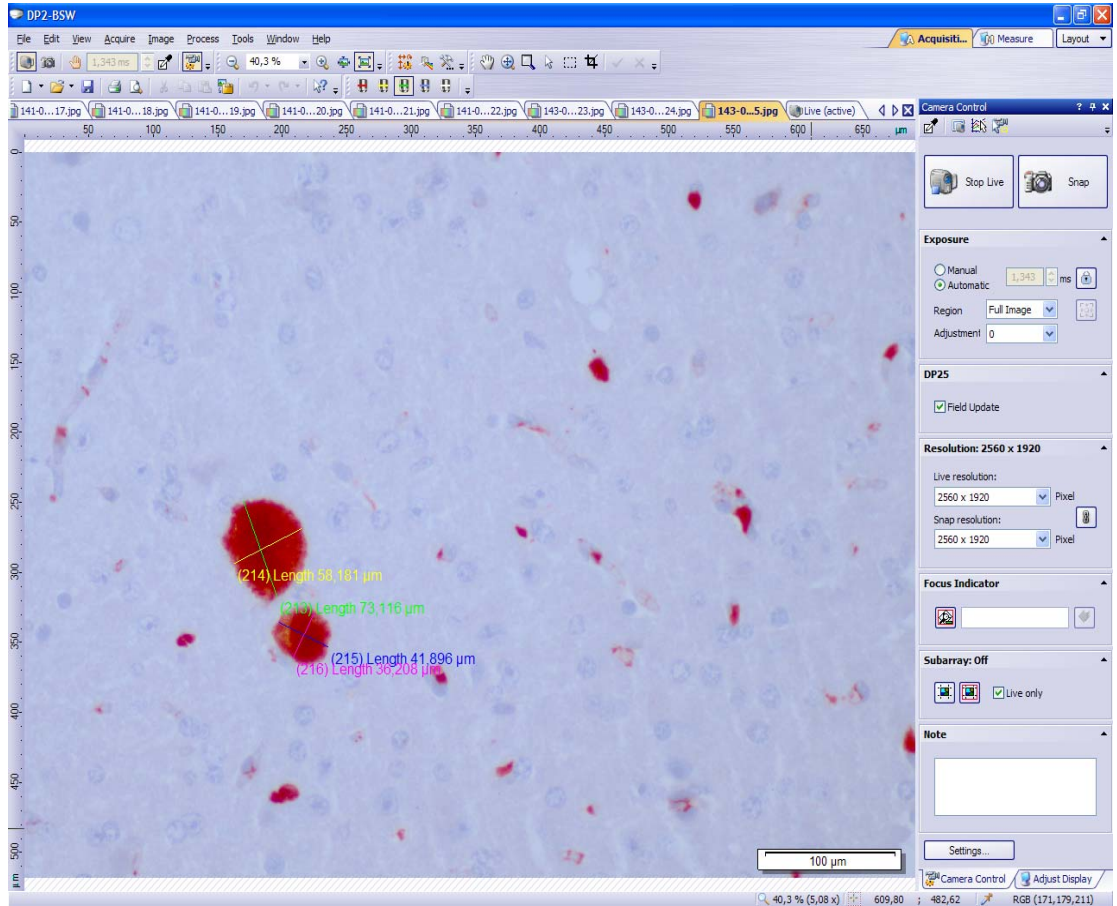 DP2-BSW
File Edit View Acquire Image Process Tools Window Help
Acquisiti... Measure Layout
1,343 ms 40,3 %
141-0...17.jpg 141-0...18.jpg 141-0...19.jpg 141-0...20.jpg 141-0...21.jpg 141-0...22.jpg 143-0...23.jpg 143-0...24.jpg 143-0...5.jpg Live (active)
50 100 150 200 250 300 350 400 450 500 550 600 650 µm
0
50
100
150
200
250
300
350
400
450
500
µm
(214) Length 58,181 µm
(213) Length 73,116 µm
(215) Length 41,896 µm
(216) Length 36,208 µm
100 µm
Camera Control
Stop Live Snap
Exposure
Manual
Automatic 1,343 ms
Region Full Image
Adjustment 0
DP25
Field Update
Resolution: 2560 x 1920
Live resolution:
2560 x 1920 Pixel
Snap resolution:
2560 x 1920 Pixel
Focus Indicator
Subarray: Off
Live only
Note
Settings...
Camera Control Adjust Display
40,3 % (5,08 x) 609,80 ; 482,62 RGB (171,179,211)